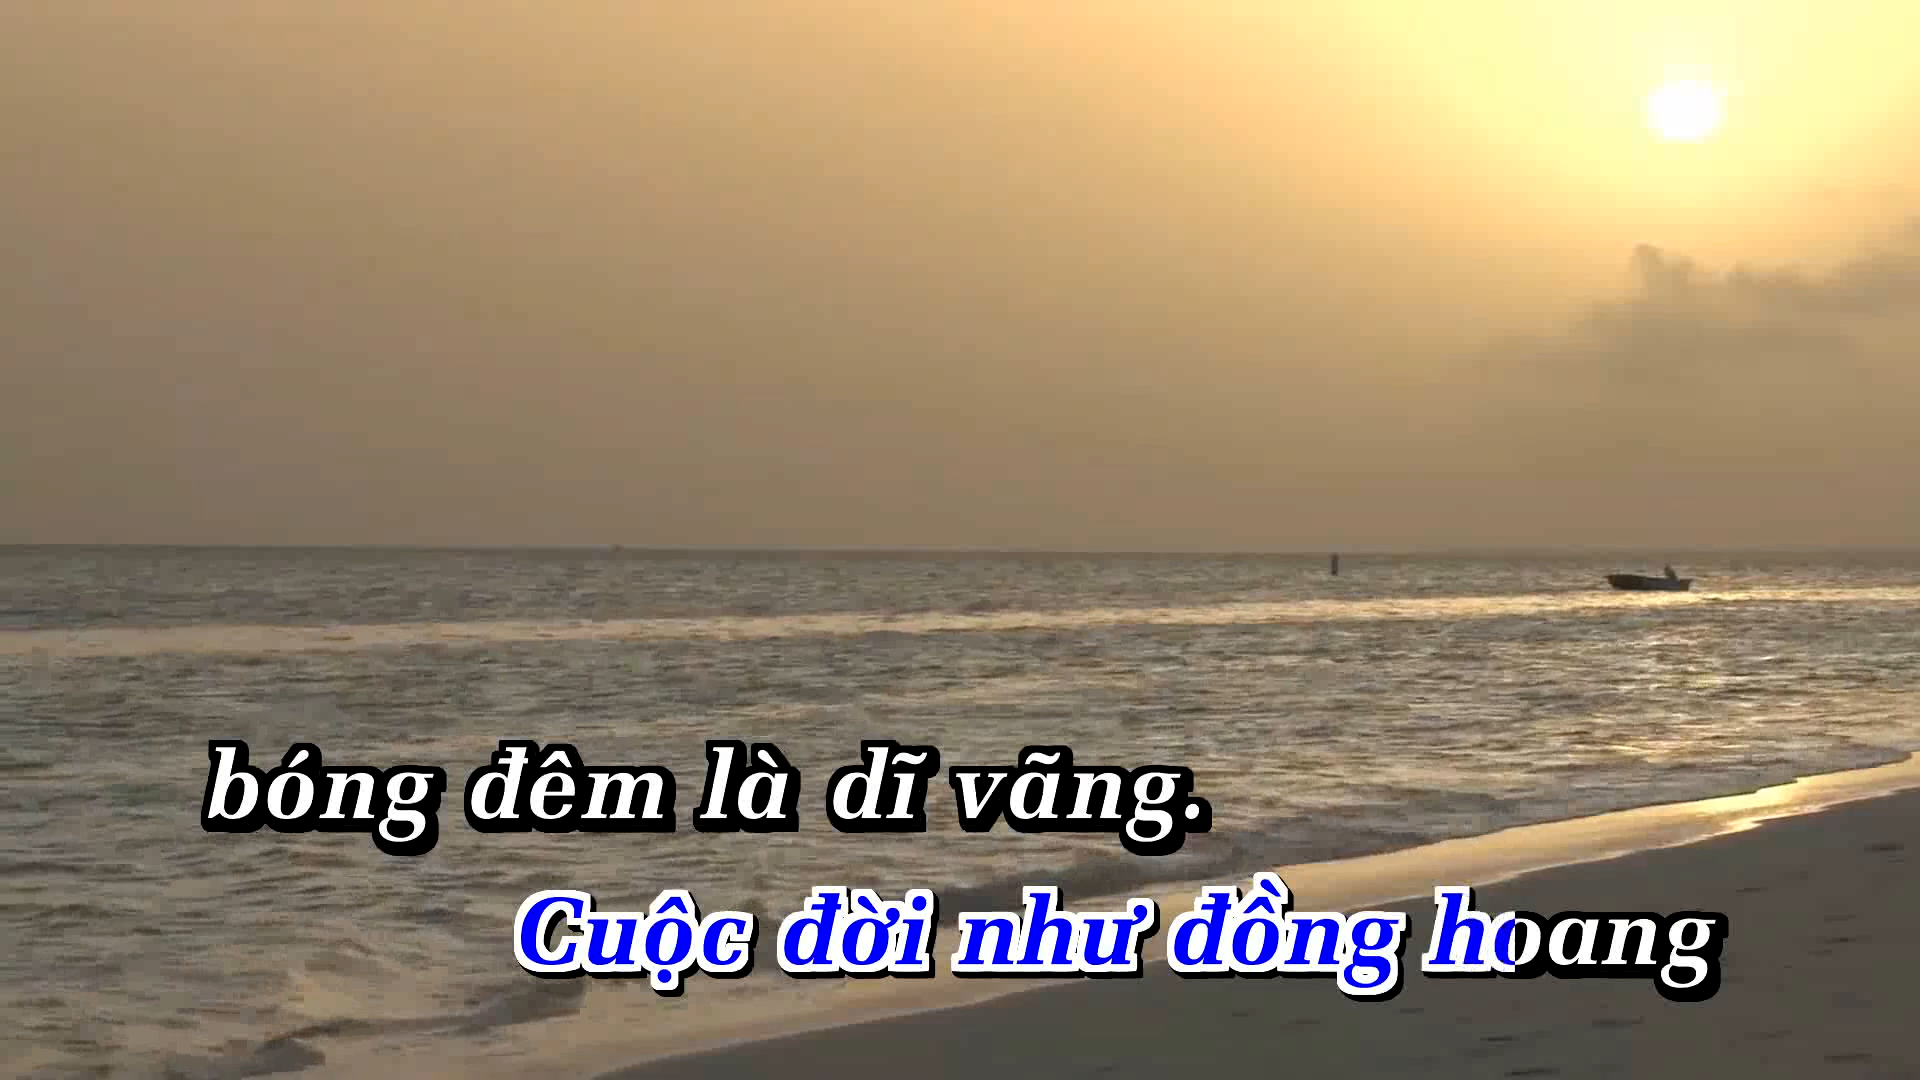 bóng đêm là dĩ vãng.
Cuộc đời như đồng hoang